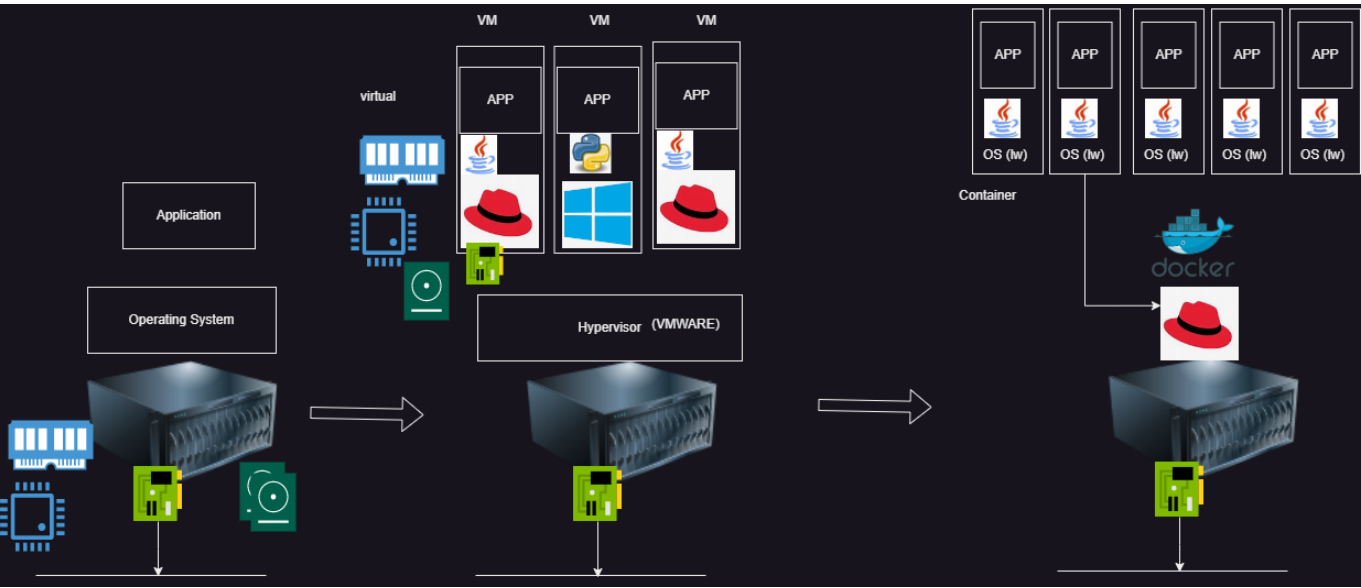 Application
Operating System
VM
VM
VM
virtual
APP
APP
APP
Hypervisor (VMWARE)
APP
APP
APP
APP
APP
OS (lw)
OS (lw)
OS (lw)
OS (lw)
OS (lw)
Container
docker